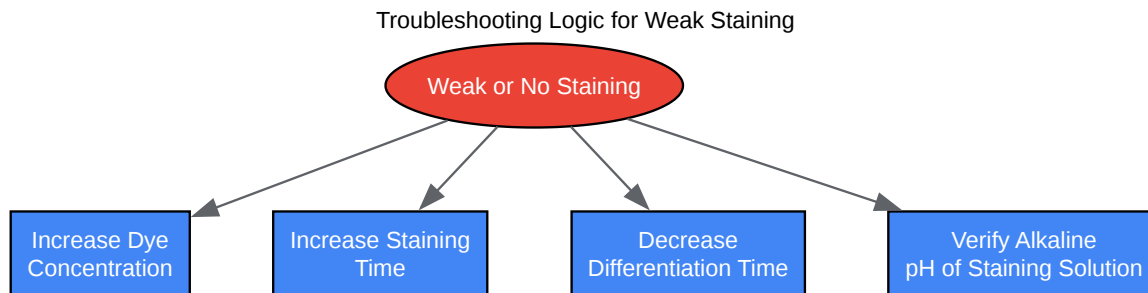 Troubleshooting Logic for Weak Staining
Weak or No Staining
Increase Dye
Concentration
Increase Staining
Time
Decrease
Differentiation Time
Verify Alkaline
pH of Staining Solution